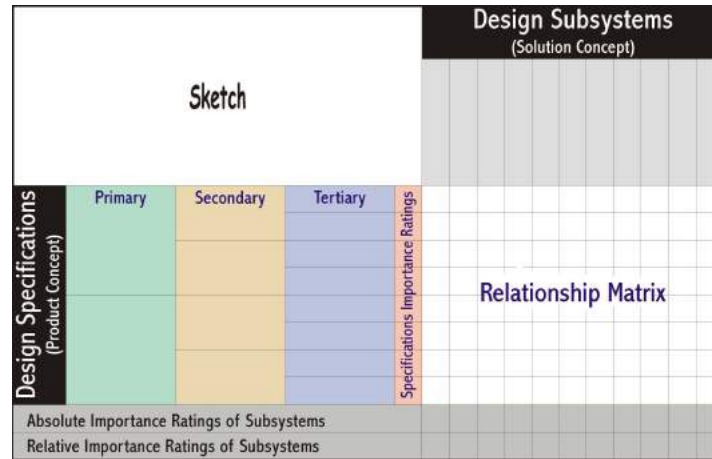 Design Subsystems
(Solution Concept)
Sketch
Design Specifications
(Product Concept)
Primary
Secondary
Tertiary
Specifications Importance Ratings
Relationship Matrix
Absolute Importance Ratings of Subsystems
Relative Importance Ratings of Subsystems